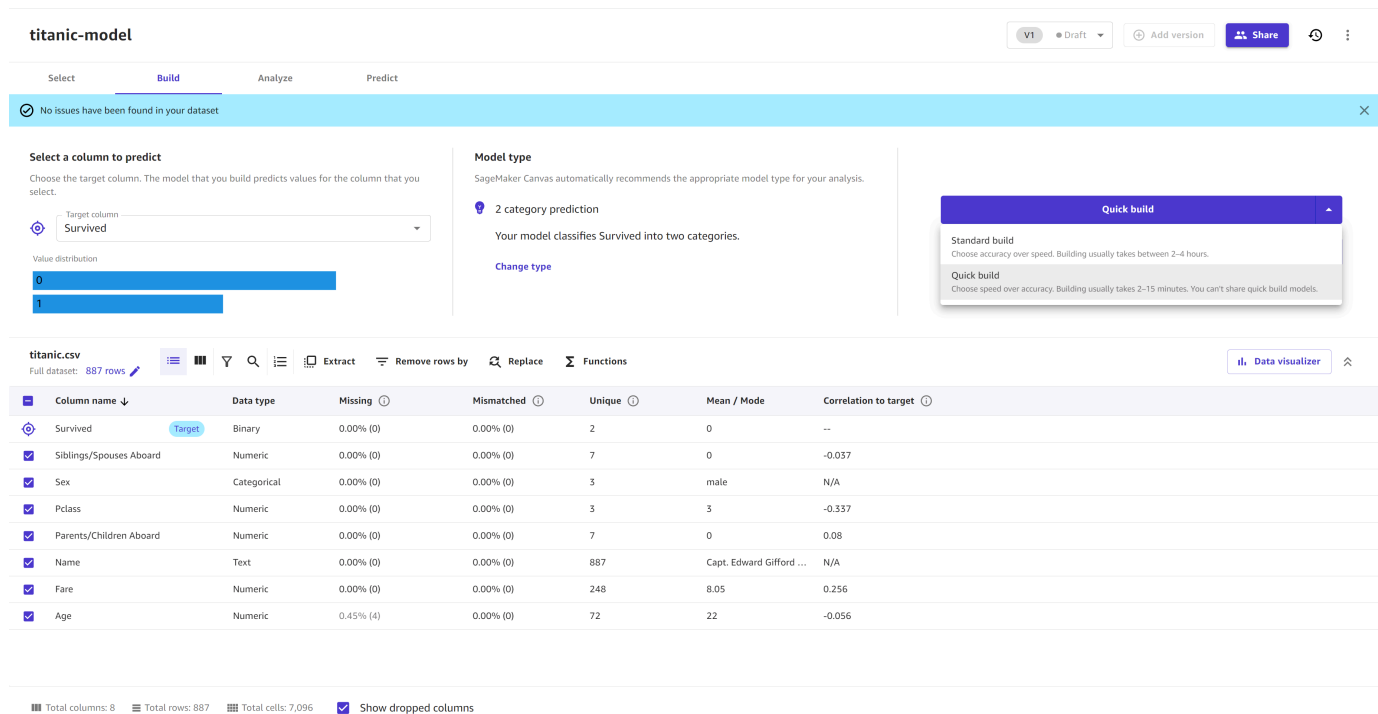 titanic-model
V1 Draft Add version Share
Select Build Analyze Predict
No issues have been found in your dataset
Select a column to predict
Choose the target column. The model that you build predicts values for the column that you
select.
Target column
Survived
Value distribution
0
1
Model type
SageMaker Canvas automatically recommends the appropriate model type for your analysis.
2 category prediction
Your model classifies Survived into two categories.
Change type
Quick build
Standard build
Choose accuracy over speed. Building usually takes between 2–4 hours.
Quick build
Choose speed over accuracy. Building usually takes 2–15 minutes. You can't share quick build models.
titanic.csv
Full dataset: 887 rows
Extract Remove rows by Replace Functions
Data visualizer
Column name Data type Missing Mismatched Unique Mean / Mode Correlation to target
Survived Target Binary 0.00% (0) 0.00% (0) 2 0 --
Siblings/Spouses Aboard Numeric 0.00% (0) 0.00% (0) 7 0 -0.037
Sex Categorical 0.00% (0) 0.00% (0) 3 male N/A
Pclass Numeric 0.00% (0) 0.00% (0) 3 3 -0.337
Parents/Children Aboard Numeric 0.00% (0) 0.00% (0) 7 0 0.08
Name Text 0.00% (0) 0.00% (0) 887 Capt. Edward Gifford ... N/A
Fare Numeric 0.00% (0) 0.00% (0) 248 8.05 0.256
Age Numeric 0.45% (4) 0.00% (0) 72 22 -0.056
Total columns: 8 Total rows: 887 Total cells: 7,096 Show dropped columns